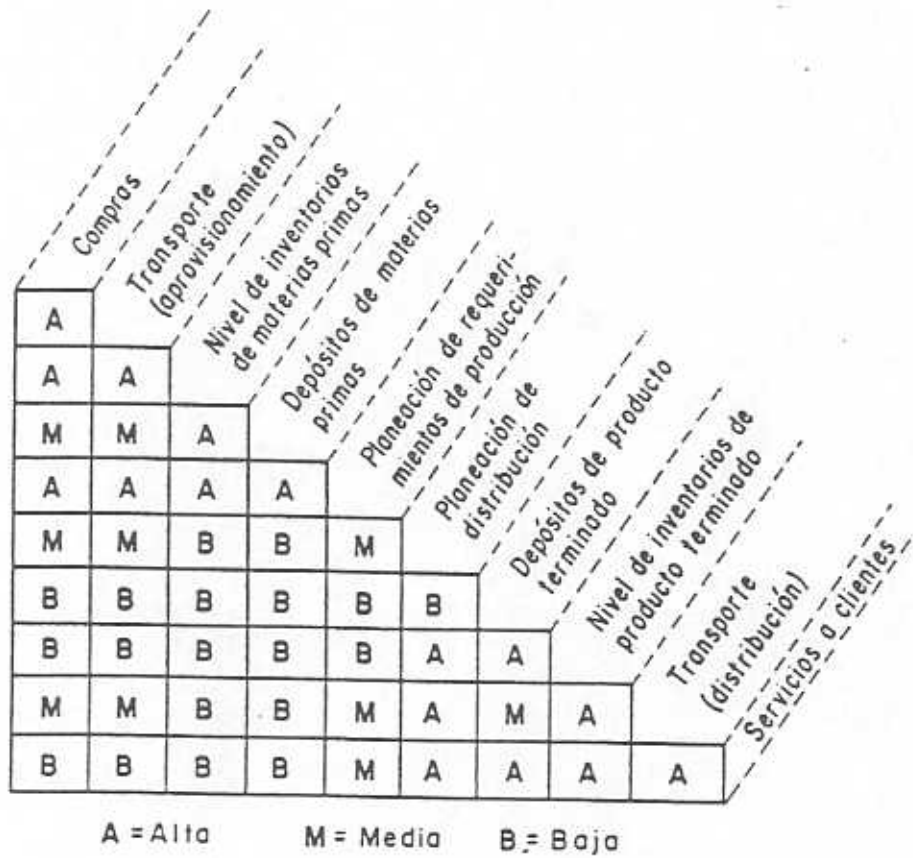 Compras
Transporte
(aprovisionamiento)
Nivel de inventarios
de materias primas
Depósitos de materias
primas
Planeación de requeri-
mientos de producción
Planeación de
distribución
Depósitos de producto
terminado
Nivel de inventarios de
producto terminado
Transporte
(distribución)
Servicios a clientes
A
A A
M M A
A A A A
M M B B M
B B B B B B
B B B B B A A
M M B B M A M A
B B B B M A A A A
A = Alta M = Media B = Baja